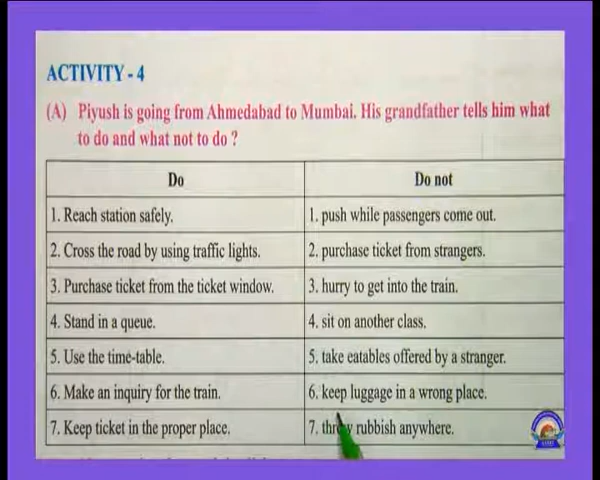 ACTIVITY - 4
(A) Piyush is going from Ahmedabad to Mumbai. His grandfather tells him what
to do and what not to do ?
Do Do not
1. Reach station safely. 1. push while passengers come out.
2. Cross the road by using traffic lights. 2. purchase ticket from strangers.
3. Purchase ticket from the ticket window. 3. hurry to get into the train.
4. Stand in a queue. 4. sit on another class.
5. Use the time-table. 5. take eatables offered by a stranger.
6. Make an inquiry for the train. 6. keep luggage in a wrong place.
7. Keep ticket in the proper place. 7. throw rubbish anywhere.